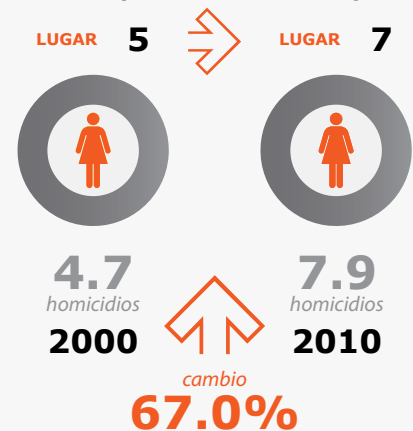 LUGAR 5 LUGAR 7
4.7 7.9
homicidios homicidios
2000 2010
cambio
67.0%